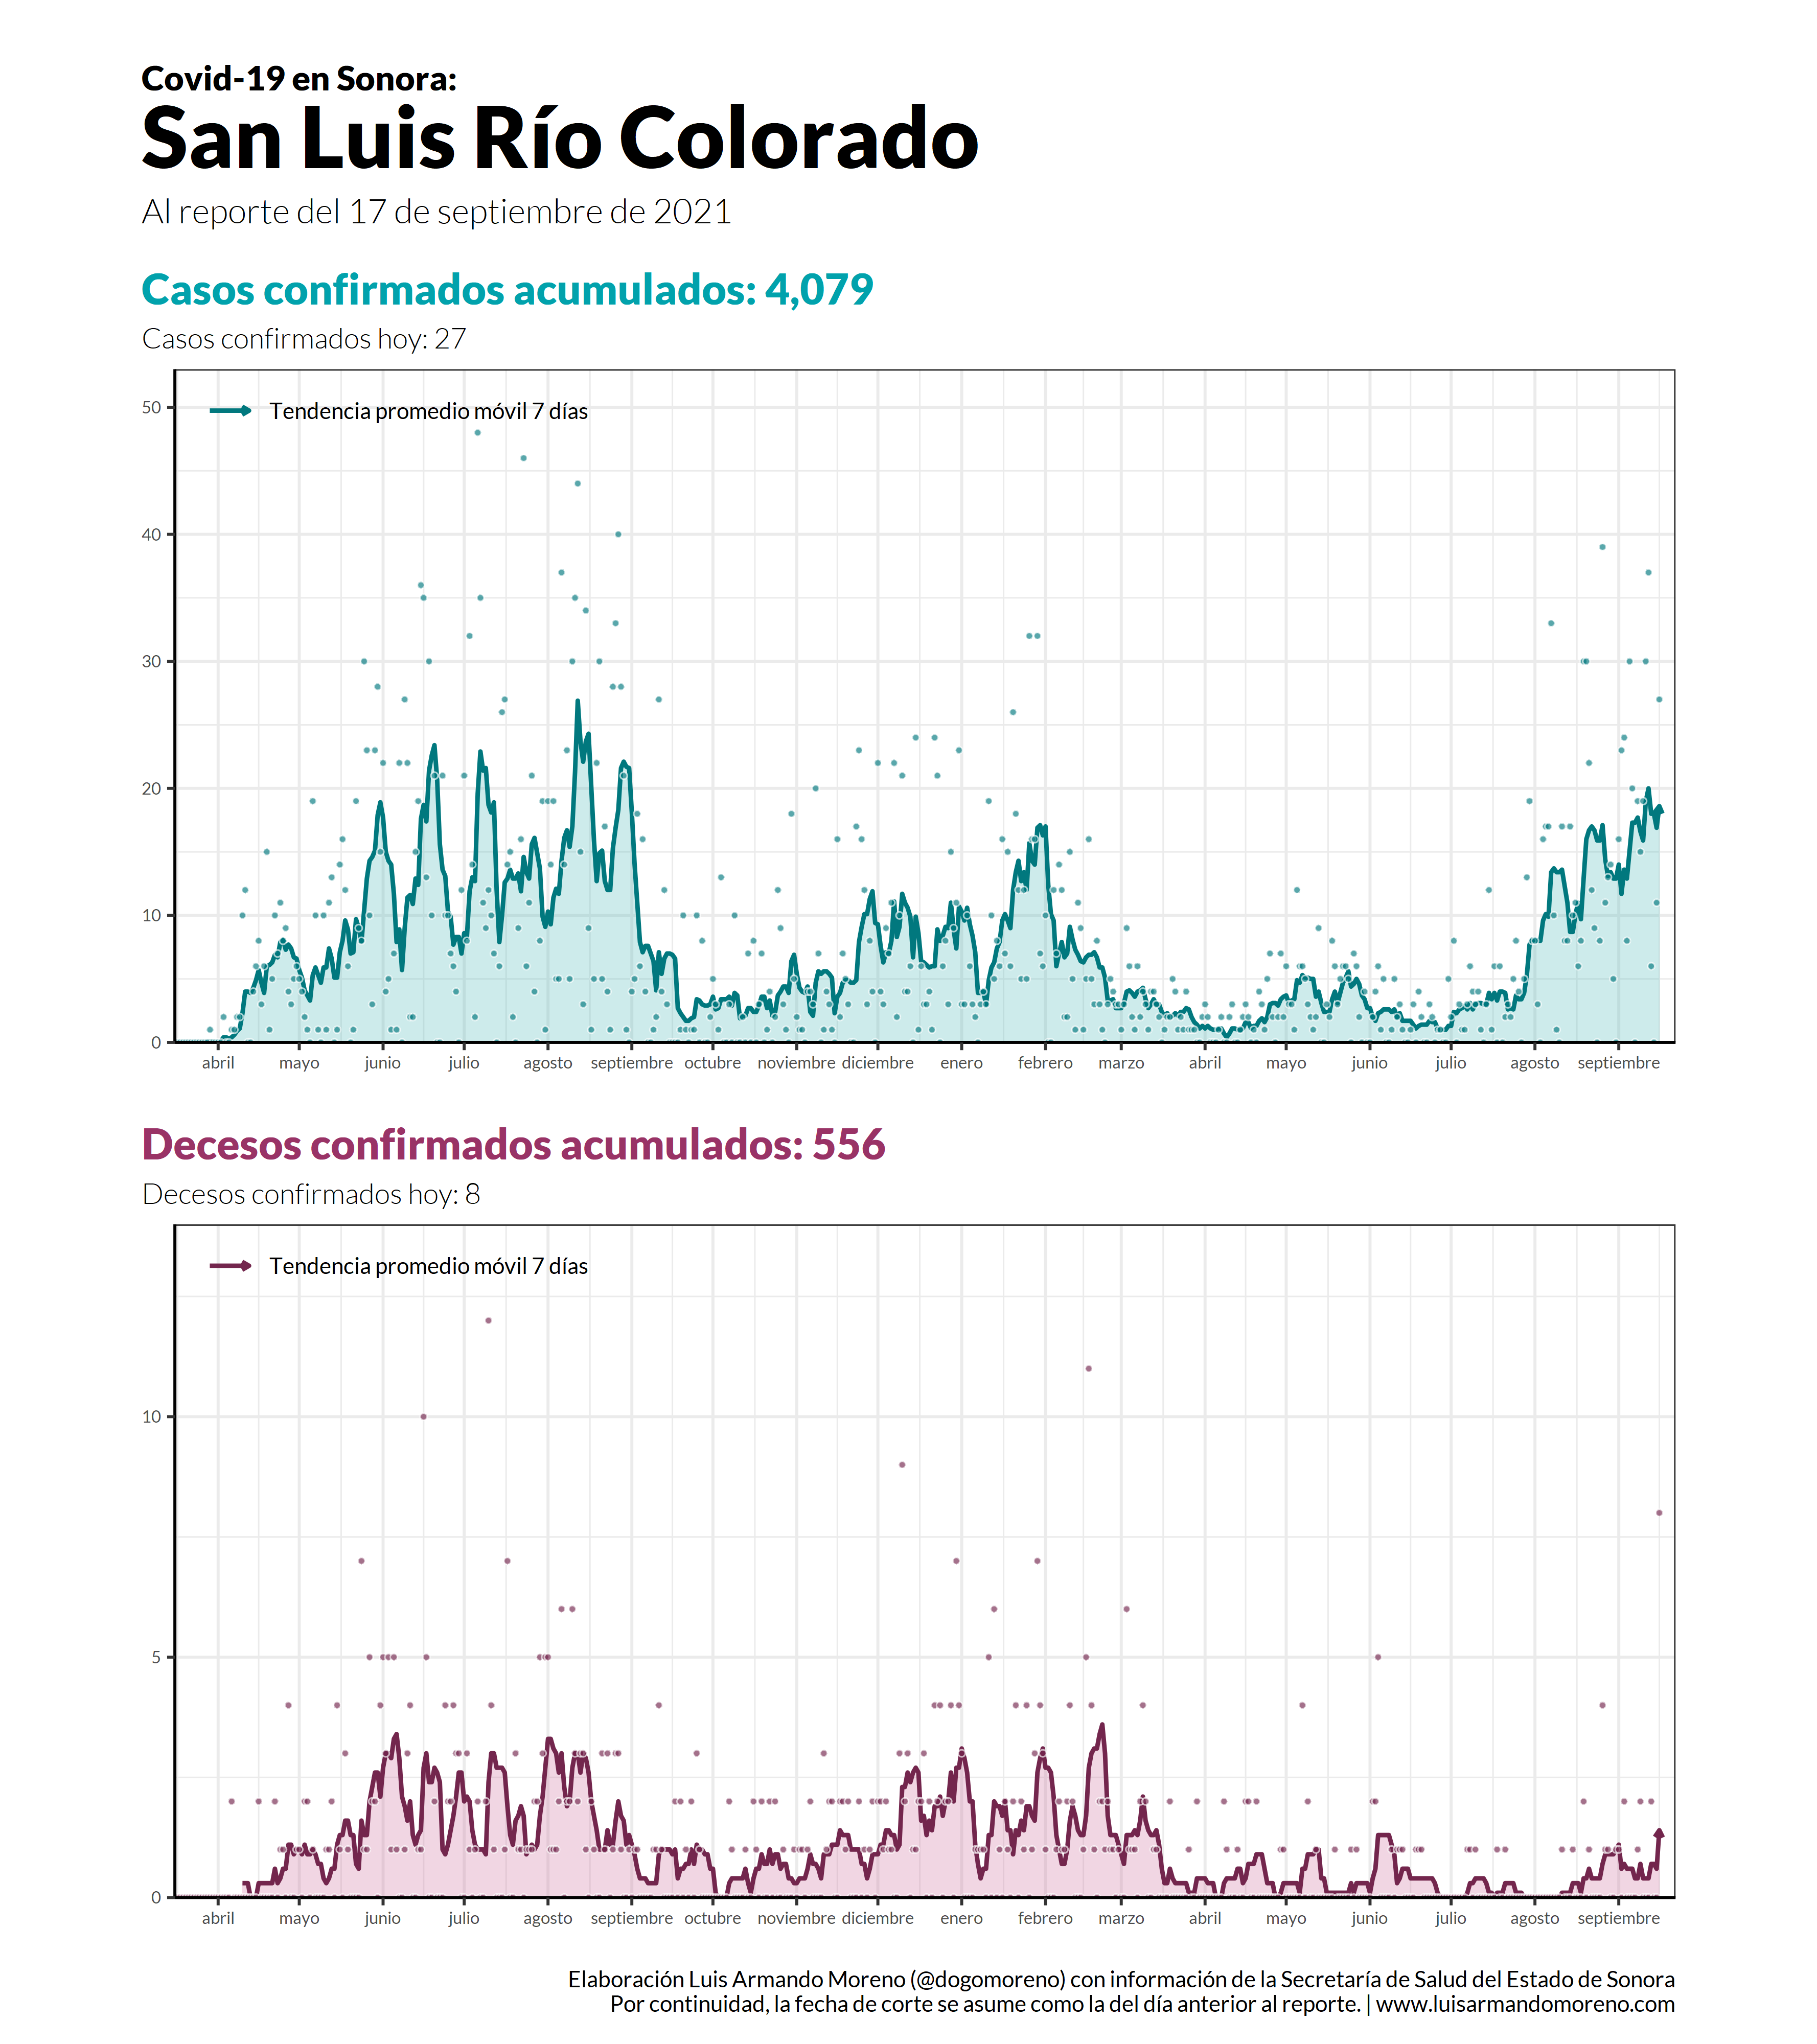 Covid-19 en Sonora:
San Luis Río Colorado
Al reporte del 17 de septiembre de 2021
Casos confirmados acumulados: 4,079
Casos confirmados hoy: 27
Tendencia promedio móvil 7 días
50
40
30
20
10
0
abril mayo junio julio agosto septiembre octubre noviembre diciembre enero febrero marzo abril mayo junio julio agosto septiembre
Decesos confirmados acumulados: 556
Decesos confirmados hoy: 8
Tendencia promedio móvil 7 días
10
5
0
abril mayo junio julio agosto septiembre octubre noviembre diciembre enero febrero marzo abril mayo junio julio agosto septiembre
Elaboración Luis Armando Moreno (@dogomoreno) con información de la Secretaría de Salud del Estado de Sonora
Por continuidad, la fecha de corte se asume como la del día anterior al reporte. | www.luisarmandomoreno.com